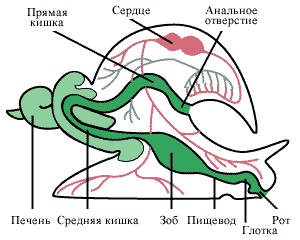 Прямая
кишка
Сердце
Анальное
отверстие
Печень
Средняя кишка
Зоб
Пищевод
Глотка
Рот